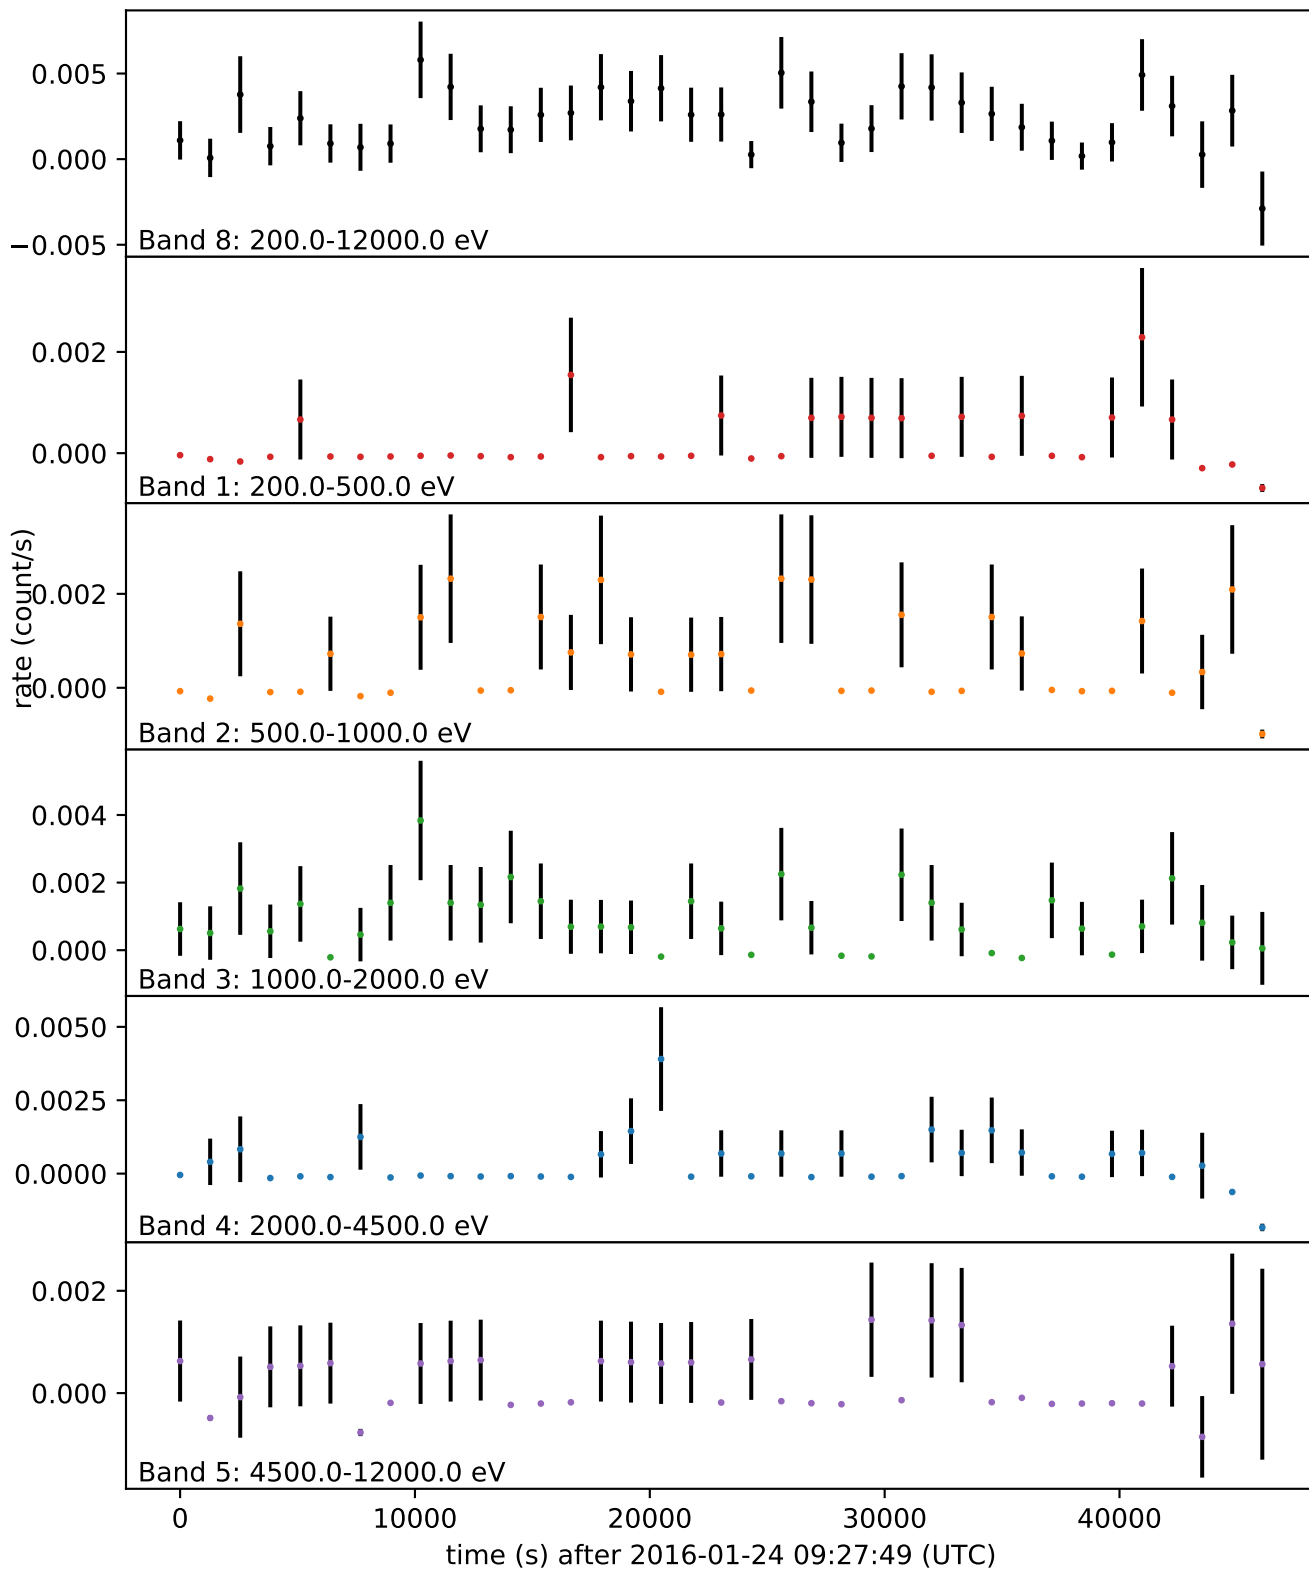 0.005
0.000
−0.005
Band 8: 200.0-12000.0 eV
0.002
0.000
Band 1: 200.0-500.0 eV
rate (count/s)
0.002
0.000
Band 2: 500.0-1000.0 eV
0.004
0.002
0.000
Band 3: 1000.0-2000.0 eV
0.0050
0.0025
0.0000
Band 4: 2000.0-4500.0 eV
0.002
0.000
Band 5: 4500.0-12000.0 eV
0 10000 20000 30000 40000
time (s) after 2016-01-24 09:27:49 (UTC)